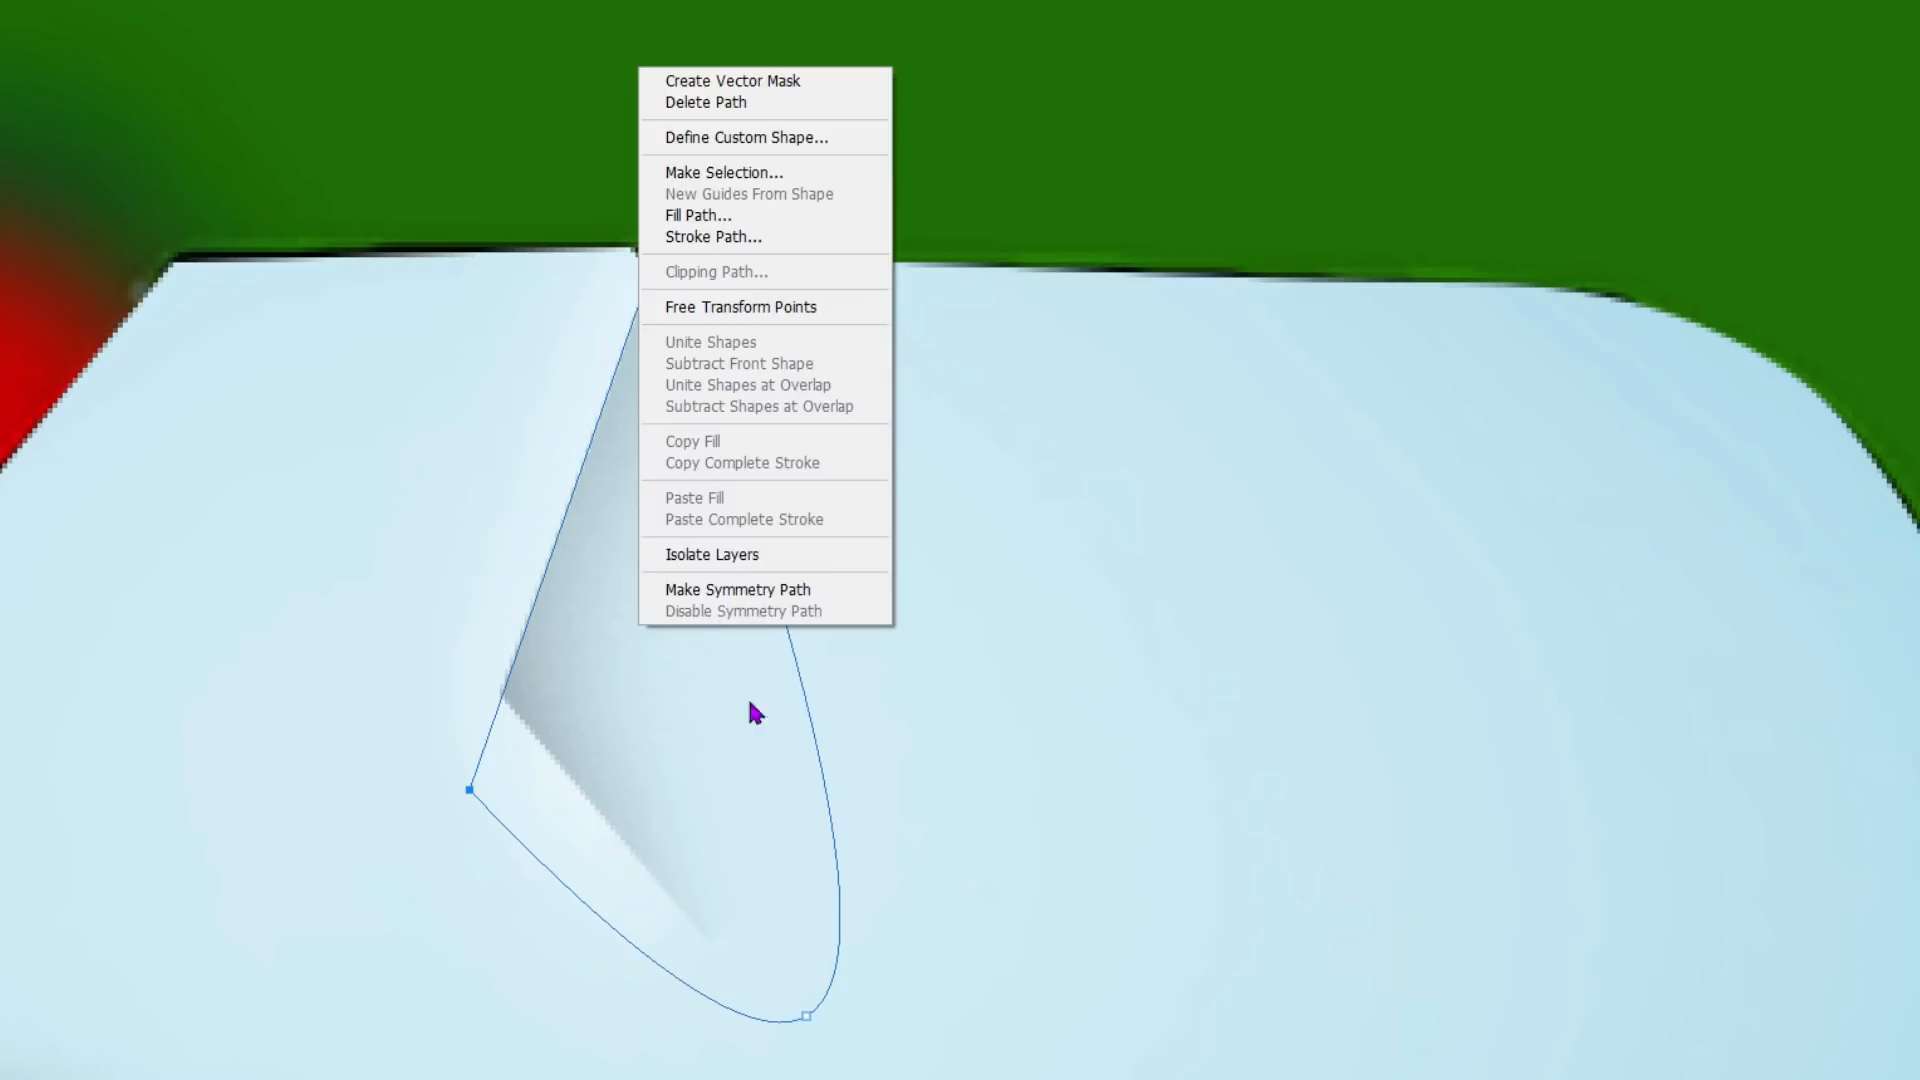 Create Vector Mask
Delete Path
Define Custom Shape...
Make Selection...
New Guides From Shape
Fill Path...
Stroke Path...
Clipping Path...
Free Transform Points
Unite Shapes
Subtract Front Shape
Unite Shapes at Overlap
Subtract Shapes at Overlap
Copy Fill
Copy Complete Stroke
Paste Fill
Paste Complete Stroke
Isolate Layers
Make Symmetry Path
Disable Symmetry Path